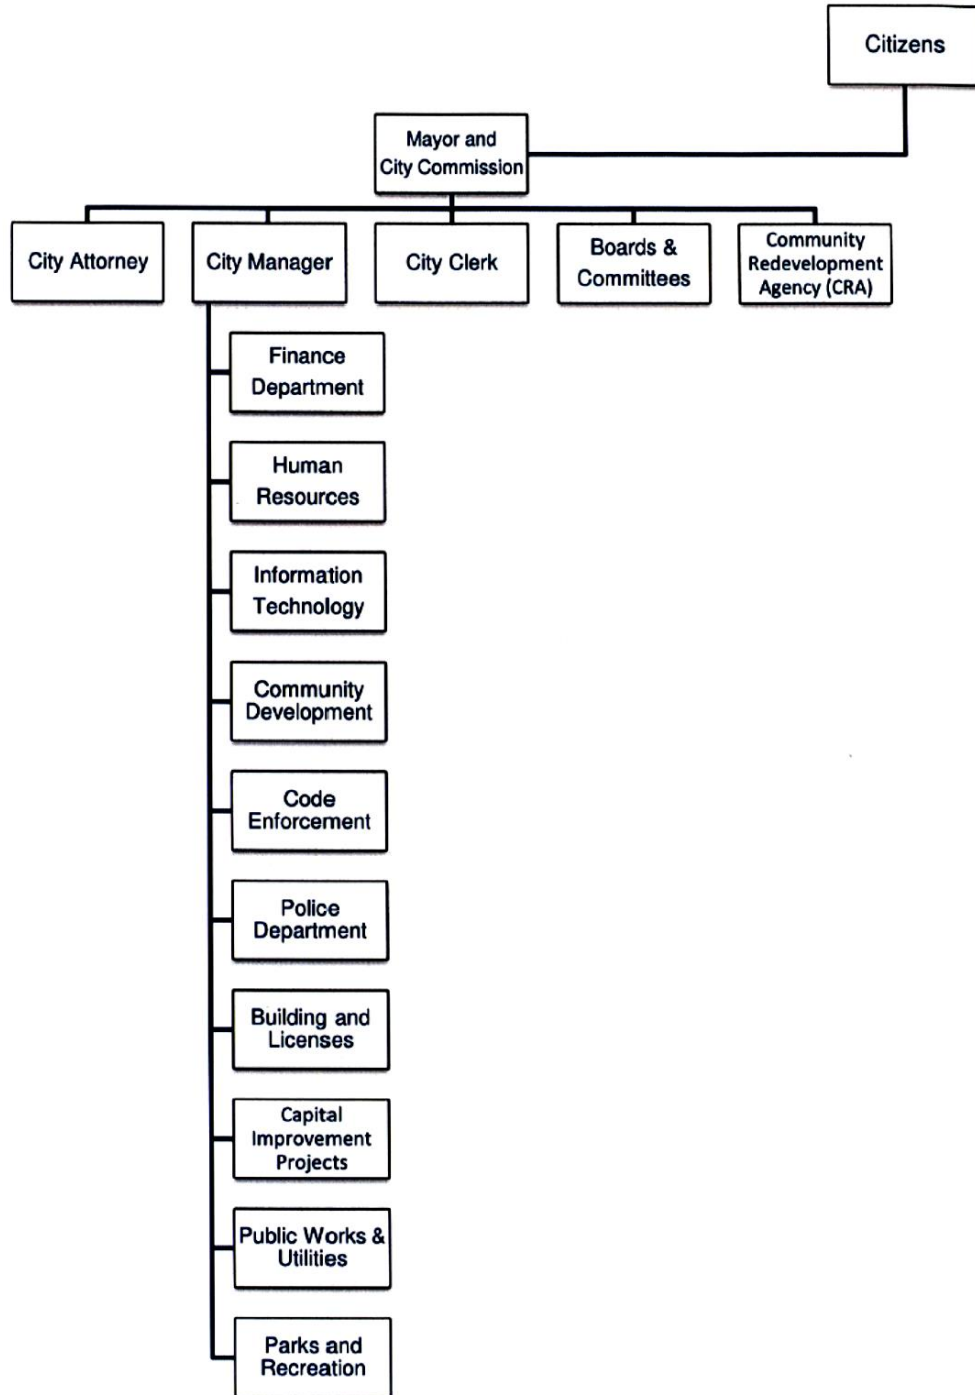 Citizens
Mayor and
City Commission
City Attorney
City Manager
City Clerk
Boards &
Committees
Community
Redevelopment
Agency (CRA)
Finance
Department
Human
Resources
Information
Technology
Community
Development
Code
Enforcement
Police
Department
Building and
Licenses
Capital
Improvement
Projects
Public Works &
Utilities
Parks and
Recreation